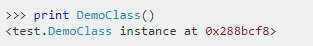 >>> print DemoClass()
<test.DemoClass instance at 0x288bcf8>